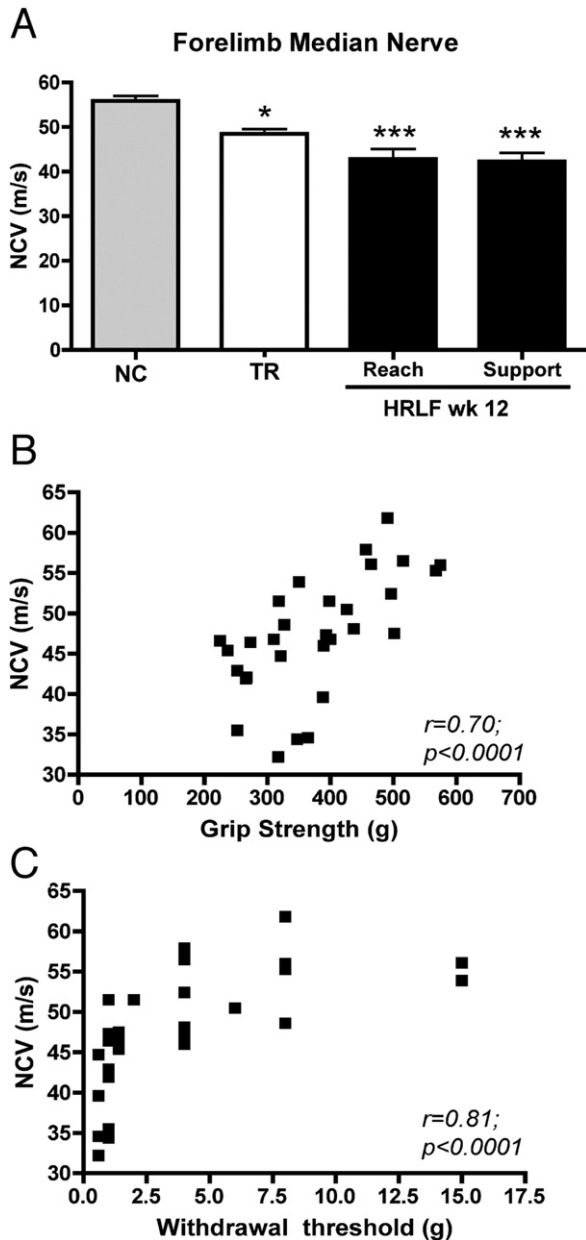 A
Forelimb Median Nerve
NCV (m/s)
60
50
40
30
20
10
0
*
***
***
NC
TR
Reach
Support
HRLF wk 12
B
NCV (m/s)
65
60
55
50
45
40
35
30
r=0.70;
p<0.0001
0 100 200 300 400 500 600 700
Grip Strength (g)
C
NCV (m/s)
65
60
55
50
45
40
35
30
r=0.81;
p<0.0001
0.0 2.5 5.0 7.5 10.0 12.5 15.0 17.5
Withdrawal threshold (g)